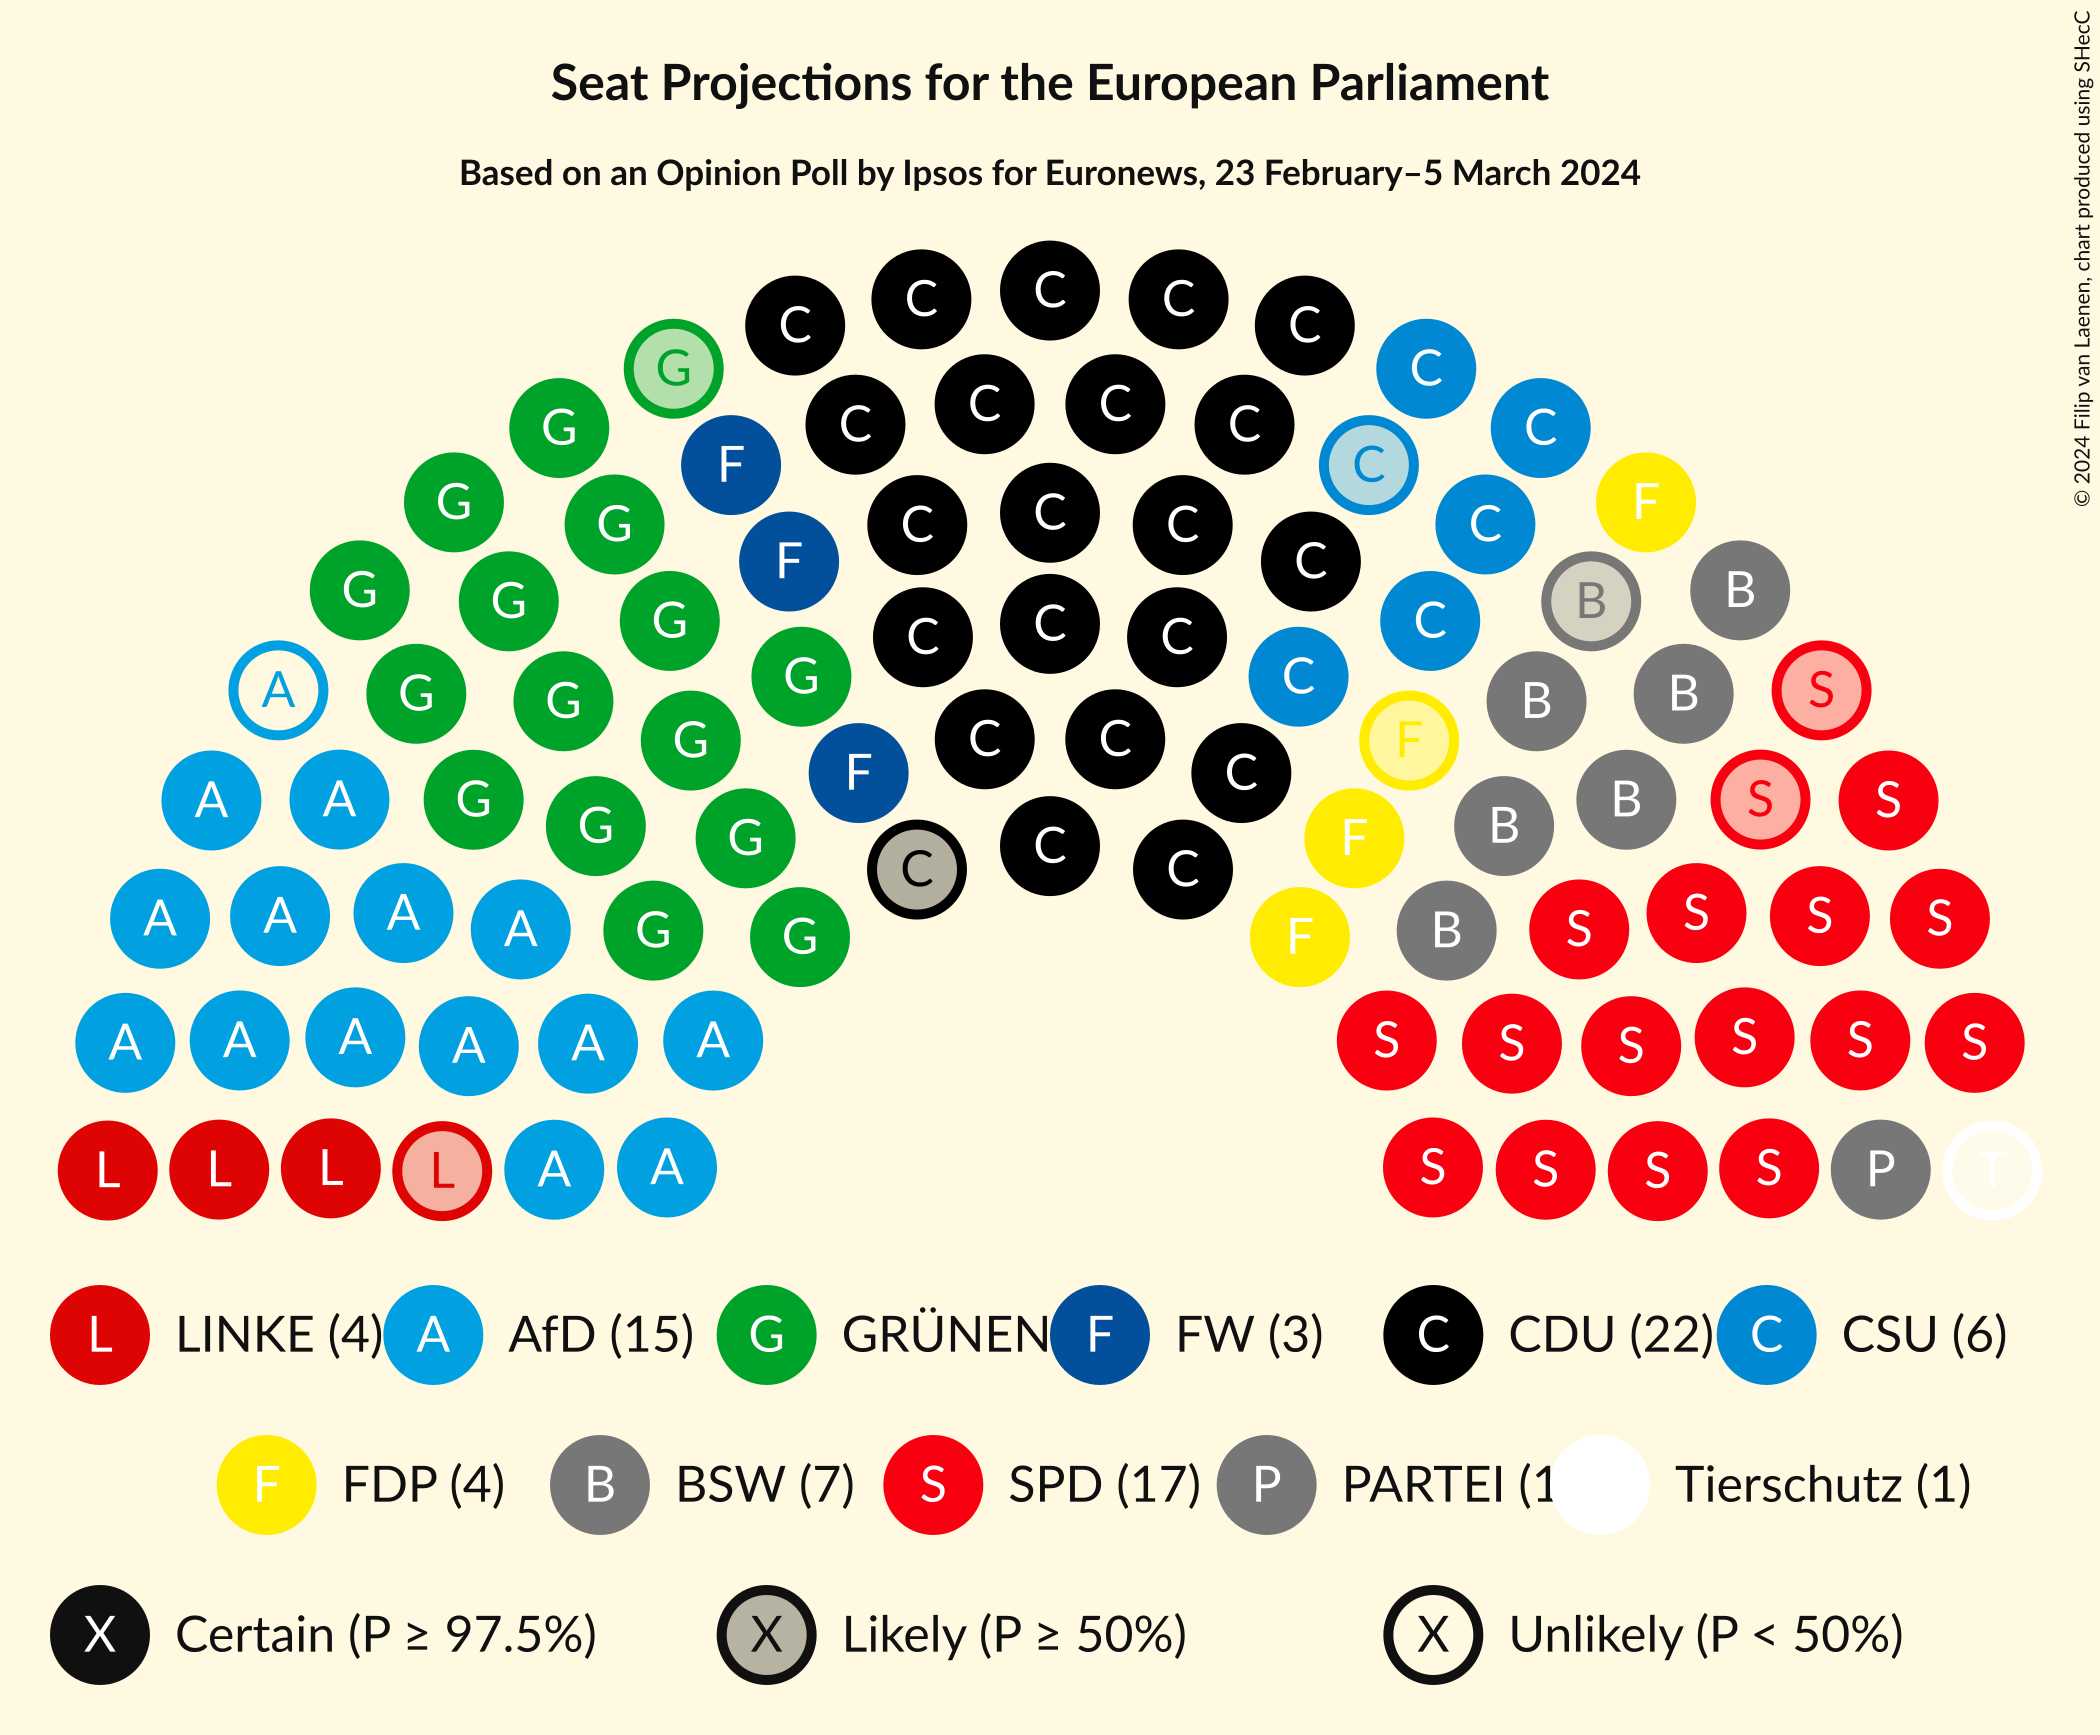 Seat Projections for the European Parliament
Based on an Opinion Poll by Ipsos for Euronews, 23 February–5 March 2024
© 2024 Filip van Laenen, chart produced using SHecC
C C C C C
G C
G C C C C C
G F C C F
G F C C C C
G G C B B
G G C C C C B
A G G C F B S
G F C C C B
A A G G F B B S S
G C C C
A A A A G G F B S S S S
A A A A A A S S S S S S
L L L L A A S S S S P T
L LINKE (4) A AfD (15) G GRÜNEN F FW (3) C CDU (22) C CSU (6)
F FDP (4) B BSW (7) S SPD (17) P PARTEI (1 Tierschutz (1)
X Certain (P ≥ 97.5%) X Likely (P ≥ 50%) X Unlikely (P < 50%)